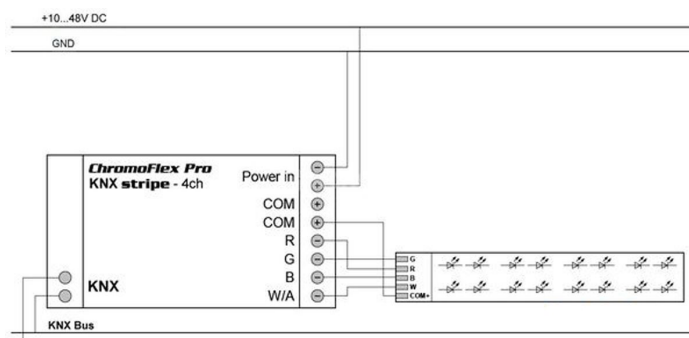 +10...48V DC
GND
ChromoFlex Pro
KNX stripe - 4ch
Power in
COM
COM
R
G
B
W/A
KNX
G
R
B
W
COM+
KNX Bus